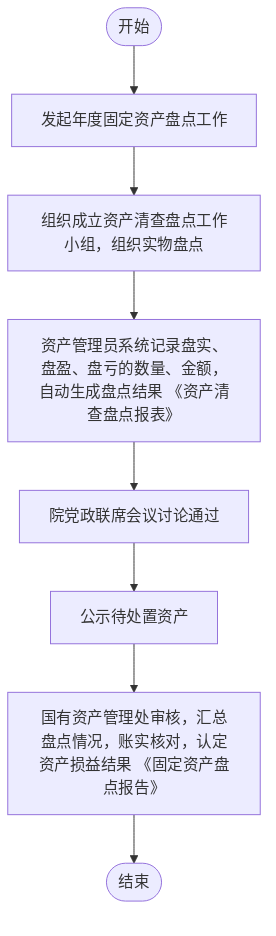 开始
发起年度固定资产盘点工作
组织成立资产清查盘点工作
小组，组织实物盘点
资产管理员系统记录盘实、
盘盈、盘亏的数量、金额，
自动生成盘点结果 《资产清
查盘点报表》
院党政联席会议讨论通过
公示待处置资产
国有资产管理处审核，汇总
盘点情况，账实核对，认定
资产损益结果 《固定资产盘
点报告》
结束